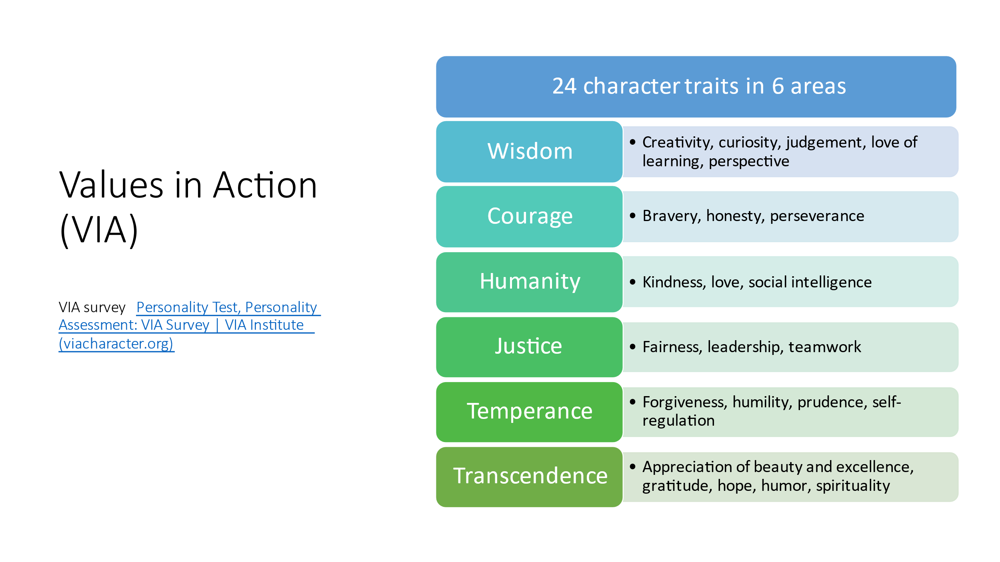 Values in Action
(VIA)
VIA survey Personality Test, Personality
Assessment: VIA Survey | VIA Institute
(viacharacter.org)
24 character traits in 6 areas
Wisdom
• Creativity, curiosity, judgement, love of
learning, perspective
Courage
• Bravery, honesty, perseverance
Humanity
• Kindness, love, social intelligence
Justice
• Fairness, leadership, teamwork
Temperance
• Forgiveness, humility, prudence, self-
regulation
Transcendence
• Appreciation of beauty and excellence,
gratitude, hope, humor, spirituality